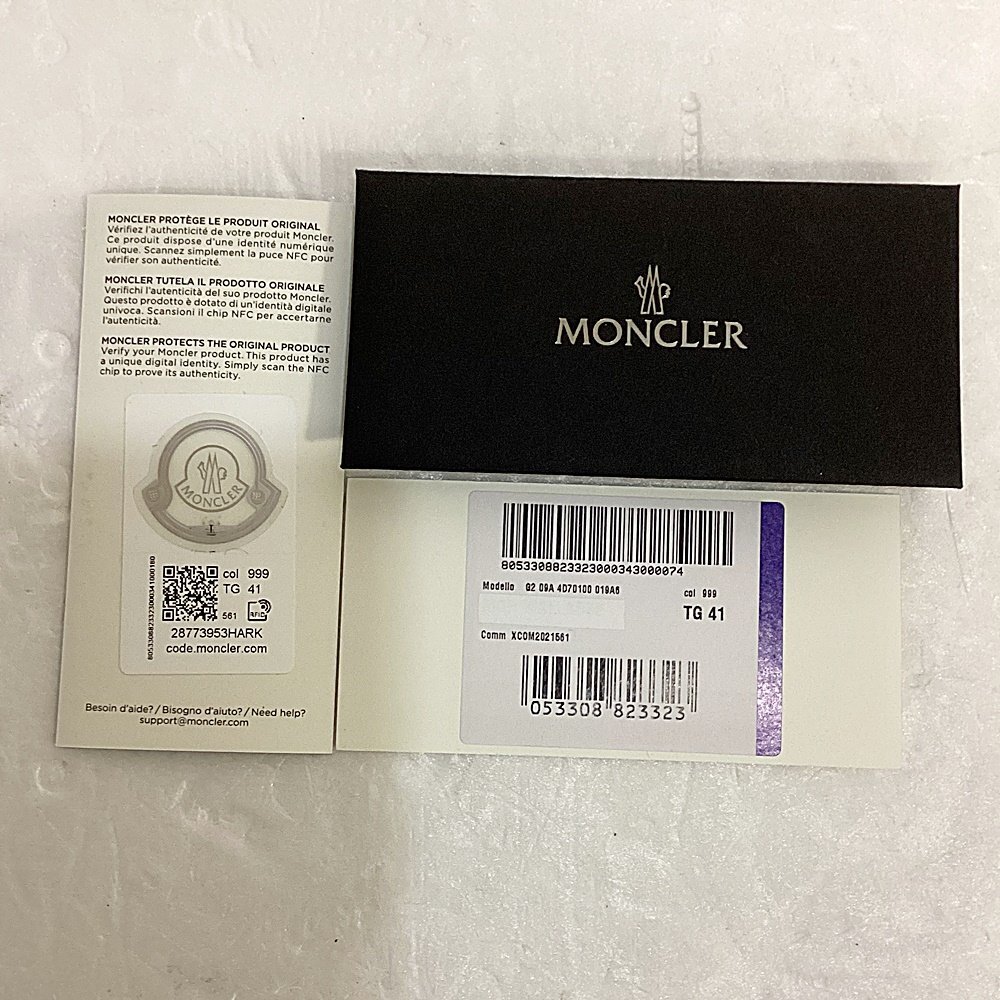 MONCLER PROTÈGE LE PRODUIT ORIGINAL
Vérifiez l'authenticité de votre produit Moncler.
Ce produit dispose d'une identité numérique
unique. Scannez simplement la puce NFC pour
vérifier son authenticité.
MONCLER TUTELA IL PRODOTTO ORIGINALE
Verifichi l'autenticità del suo prodotto Moncler.
Questo prodotto è dotato di un'identità digitale
univoca. Scansioni il chip NFC per accertarne
l'autenticità.
MONCLER PROTECTS THE ORIGINAL PRODUCT
Verify your Moncler product. This product has
a unique digital identity. Simply scan the NFC
chip to prove its authenticity.
MONCLER
col 999
TG 41
561
RFID
28773953HARK
code.moncler.com
Besoin d'aide? / Bisogno d'aiuto? / Need help?
support@moncler.com
MONCLER
8053308823323000343000074
Modello G2 09A 4D70100 019A6
col 999
TG 41
Comm XCOM2021561
053308 823323